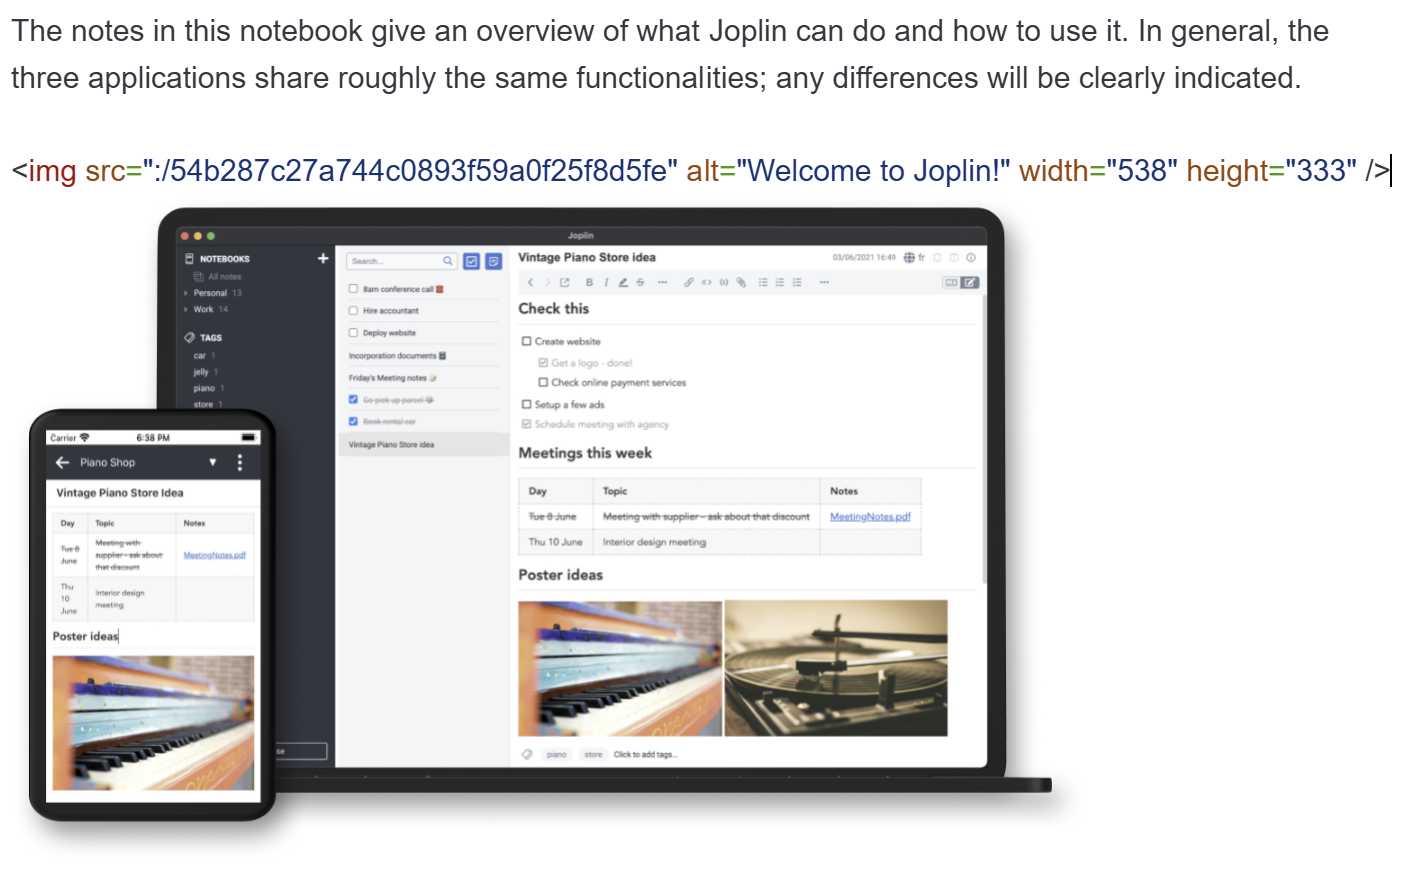 The notes in this notebook give an overview of what Joplin can do and how to use it. In general, the
three applications share roughly the same functionalities; any differences will be clearly indicated.
<img src=":/54b287c27a744c0893f59a0f25f8d5fe" alt="Welcome to Joplin!" width="538" height="333" />
Joplin
NOTEBOOKS
All notes
Personal 13
Work 14
TAGS
car 1
jelly 1
piano 1
store 1
Search...
8am conference call
Hire accountant
Deploy website
Incorporation documents
Friday's Meeting notes
Go pick up parcel
Book rental car
Vintage Piano Store idea
Vintage Piano Store idea
03/06/2021 16:49 fr
Check this
Create website
Get a logo - done!
Check online payment services
Setup a few ads
Schedule meeting with agency
Meetings this week
Day Topic Notes
Tue 8 June Meeting with supplier - ask about that discount MeetingNotes.pdf
Thu 10 June Interior design meeting
Poster ideas
piano store Click to add tags...
Carrier 6:38 PM
Piano Shop
Vintage Piano Store Idea
Day Topic Notes
Tue 8 June
Meeting with supplier - ask about that discount
MeetingNotes.pdf
Thu 10 June
Interior design meeting
Poster ideas